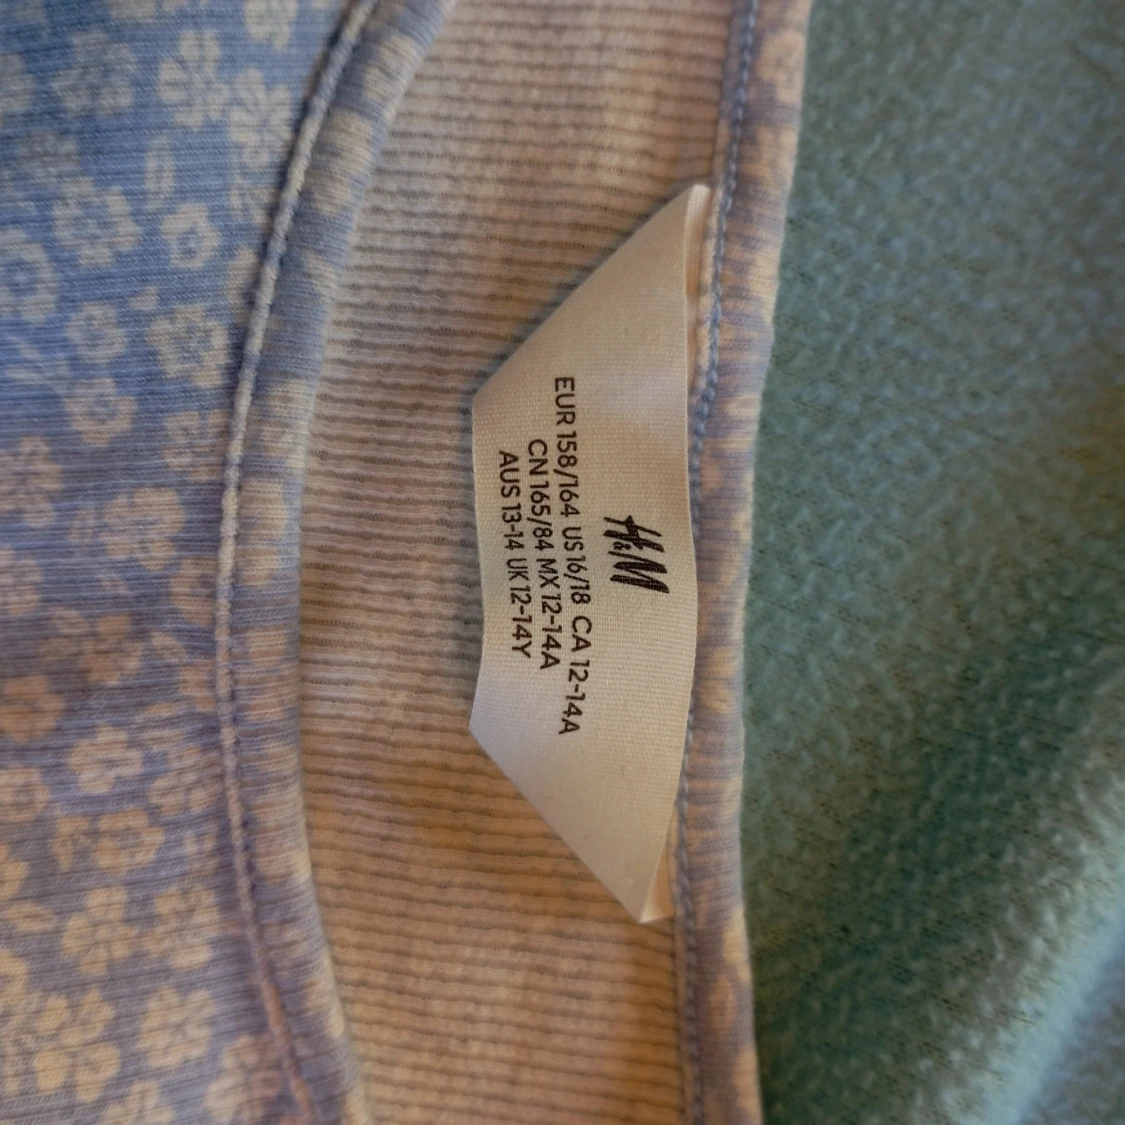 H&M
EUR 158/164 US 16/18 CA 12-14A
CN 165/84 MX 12-14A
AUS 13-14 UK 12-14Y